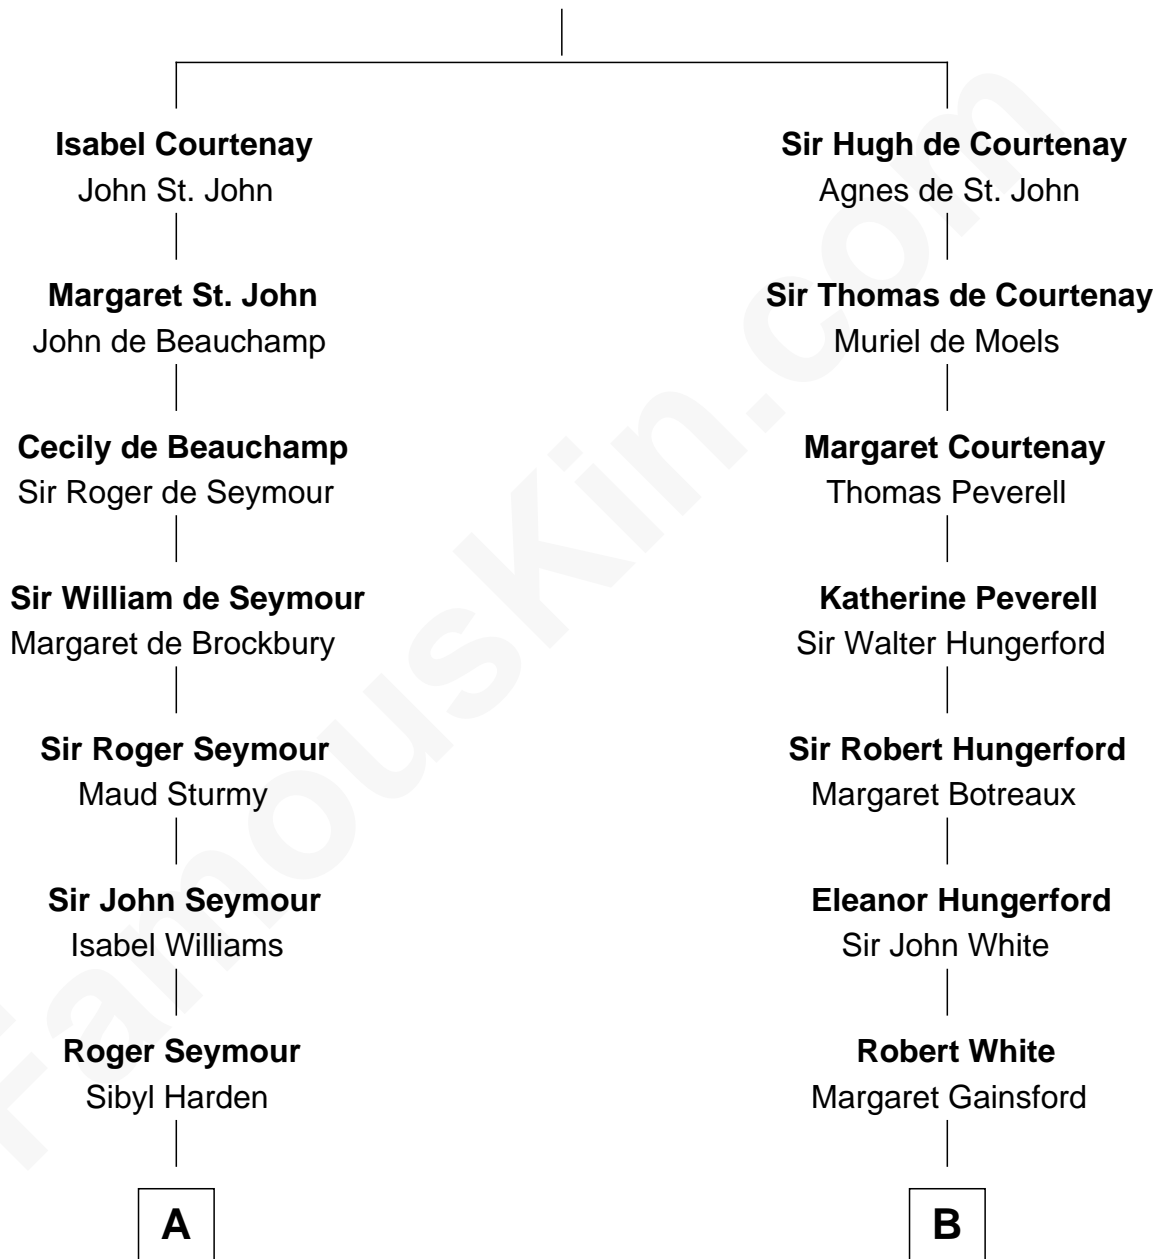 Isabel Courtenay
John St. John
Margaret St. John
John de Beauchamp
Cecily de Beauchamp
Sir Roger de Seymour
Sir William de Seymour
Margaret de Brockbury
Sir Roger Seymour
Maud Sturmy
Sir John Seymour
Isabel Williams
Roger Seymour
Sibyl Harden
A
Sir Hugh de Courtenay
Agnes de St. John
Sir Thomas de Courtenay
Muriel de Moels
Margaret Courtenay
Thomas Peverell
Katherine Peverell
Sir Walter Hungerford
Sir Robert Hungerford
Margaret Botreaux
Eleanor Hungerford
Sir John White
Robert White
Margaret Gainsford
B
FamousKin.com